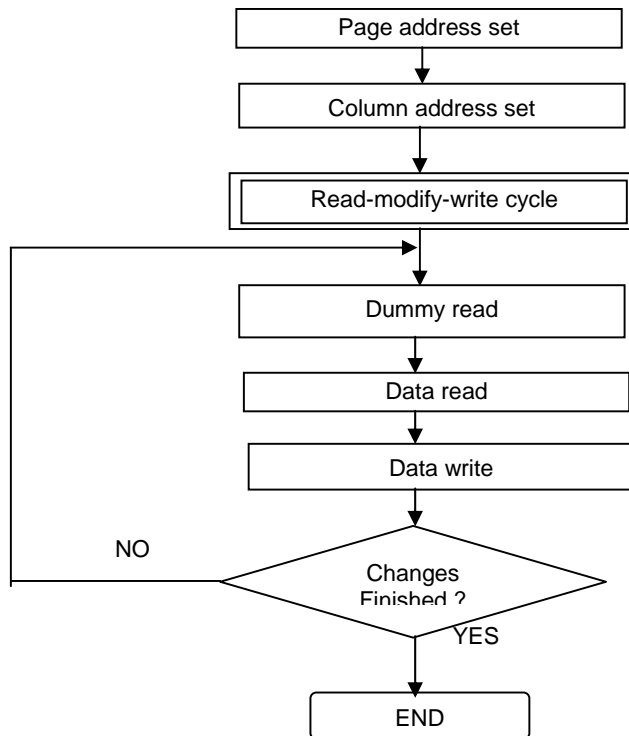 Page address set
Column address set
Read-modify-write cycle
Dummy read
Data read
Data write
NO
Changes
Finished ?
YES
END